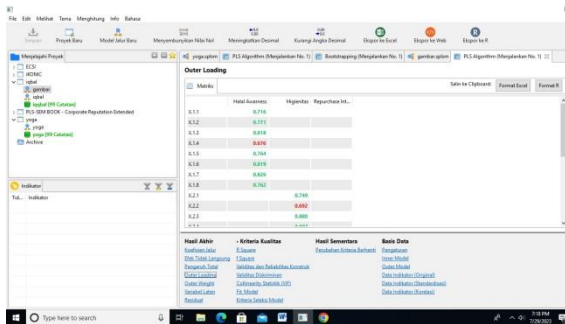 File Edit Melihat Tema Menghitung Info Bahasa
Simpan Proyek Baru Model Jalur Baru Menyembunyikan Nilai Nol Meningkatkan Desimal Kurangi Angka Desimal Ekspor ke Excel Ekspor ke Web Ekspor ke R
Menjelajahi Proyek
ECSI
iqbal
gambar
iqbal
PLS-SEM BOOK - Corporate Reputation Extended
yoga
yoga
yoga [99 Catatan]
Archive
Indikator
Indikator
yoga.splsm PLS Algorithm (Menjalankan No. 1) Bootstrapping (Menjalankan No. 1) gambar.splsm PLS Algorithm (Menjalankan No. 1)
Outer Loading
Matriks
Salin ke Clipboard: Format Excel Format R
Halal Awarness Higienitas Repurchase Int...
X.1.1 0.716
X.1.2 0.771
X.1.3 0.818
X.1.4 0.676
X.1.5 0.764
X.1.6 0.819
X.1.7 0.826
X.1.8 0.762
X.2.1 0.749
X.2.2 0.692
X.2.3 0.880
Hasil Akhir - Kriteria Kualitas Hasil Sementara Basis Data
Koefisien Jalur R Square Perubahan Kriteria Berhenti Pengaturan
Efek Tidak Langsung f Square Inner Model
Pengaruh Total Validitas dan Reliabilitas Konstruk Outer Model
Outer Loading Validitas Diskriminan Data Indikator (Original)
Outer Weight Collinearity Statistic (VIF) Data Indikator (Standardisasi)
Variabel Laten Fit Model Data Indikator (Korelasi)
Residual Kriteria Seleksi Model
Type here to search
7:18 PM
7/29/2023